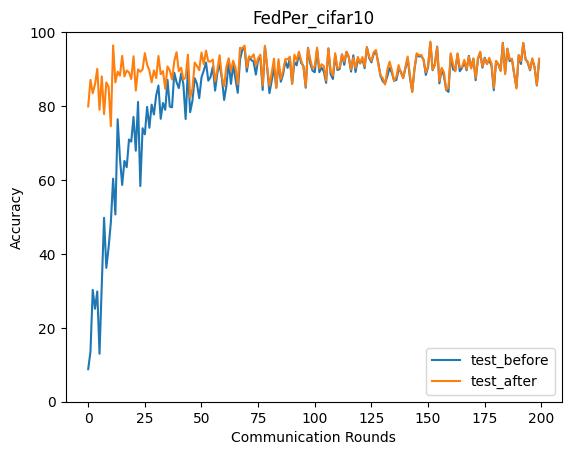 FedPer_cifar10
100
80
60
40
20
0
Accuracy
0 25 50 75 100 125 150 175 200
Communication Rounds
test_before
test_after